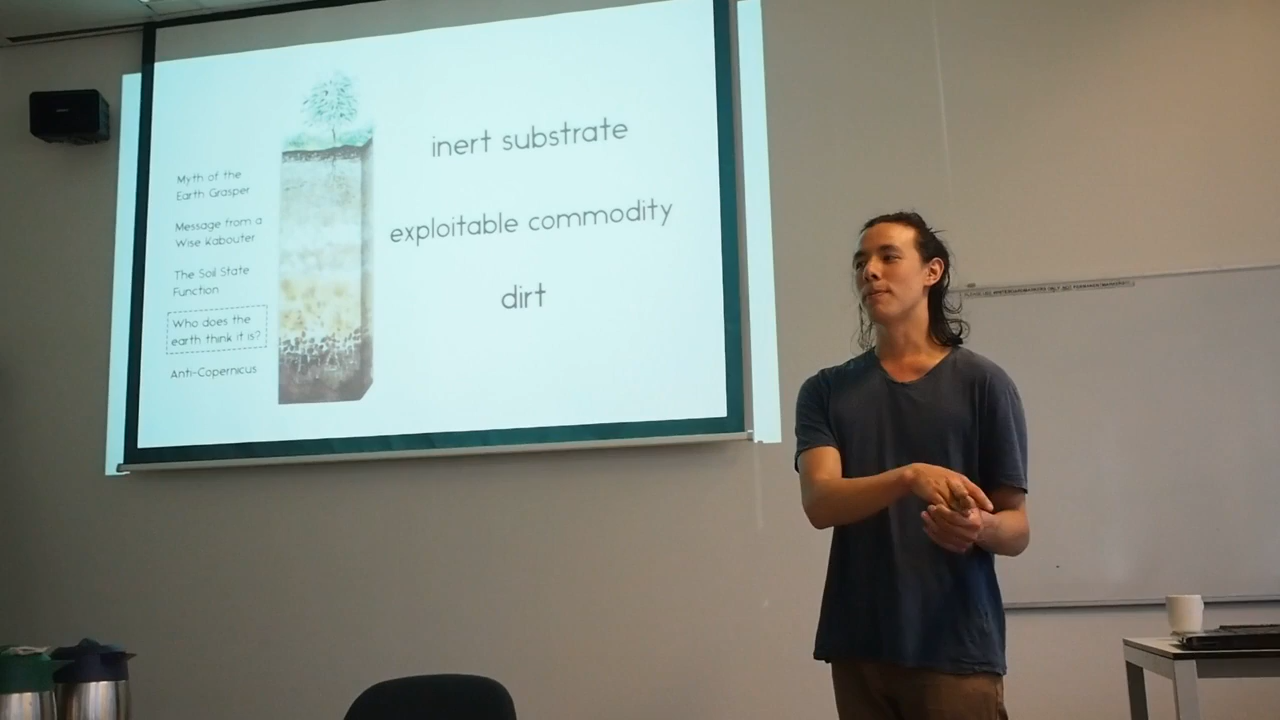 Myth of the
Earth Grasper
Message from a
Wise Kabouter
The Soil State
Function
Who does the
earth think it is?
Anti-Copernicus
inert substrate
exploitable commodity
dirt